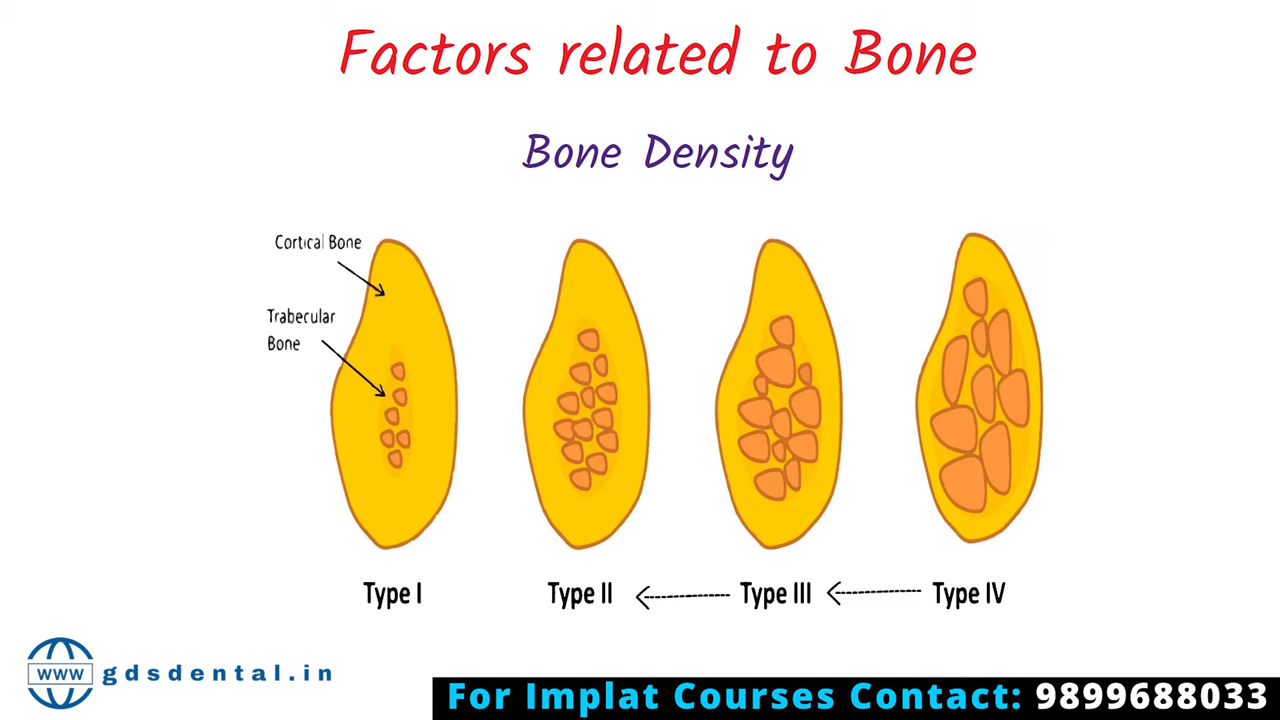 Factors related to Bone
Bone Density
Cortical Bone
Trabecular
Bone
Type I
Type II
Type III
Type IV
www
gdsdental.in
For Implat Courses Contact: 9899688033